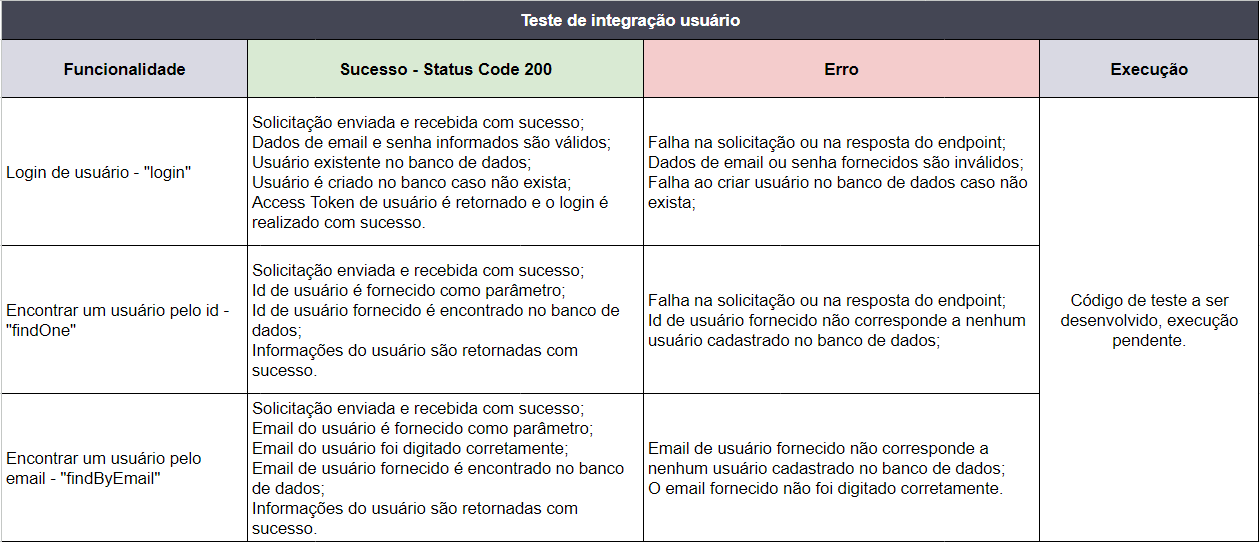 Teste de integração usuário
Funcionalidade
Sucesso - Status Code 200
Erro
Execução
Login de usuário - "login"
Solicitação enviada e recebida com sucesso;
Dados de email e senha informados são válidos;
Usuário existente no banco de dados;
Usuário é criado no banco caso não exista;
Access Token de usuário é retornado e o login é
realizado com sucesso.
Falha na solicitação ou na resposta do endpoint;
Dados de email ou senha fornecidos são inválidos;
Falha ao criar usuário no banco de dados caso não
exista;
Código de teste a ser
desenvolvido, execução
pendente.
Encontrar um usuário pelo id -
"findOne"
Solicitação enviada e recebida com sucesso;
Id de usuário é fornecido como parâmetro;
Id de usuário fornecido é encontrado no banco de
dados;
Informações do usuário são retornadas com
sucesso.
Falha na solicitação ou na resposta do endpoint;
Id de usuário fornecido não corresponde a nenhum
usuário cadastrado no banco de dados;
Encontrar um usuário pelo
email - "findByEmail"
Solicitação enviada e recebida com sucesso;
Email do usuário é fornecido como parâmetro;
Email do usuário foi digitado corretamente;
Email de usuário fornecido é encontrado no banco
de dados;
Informações do usuário são retornadas com
sucesso.
Email de usuário fornecido não corresponde a
nenhum usuário cadastrado no banco de dados;
O email fornecido não foi digitado corretamente.